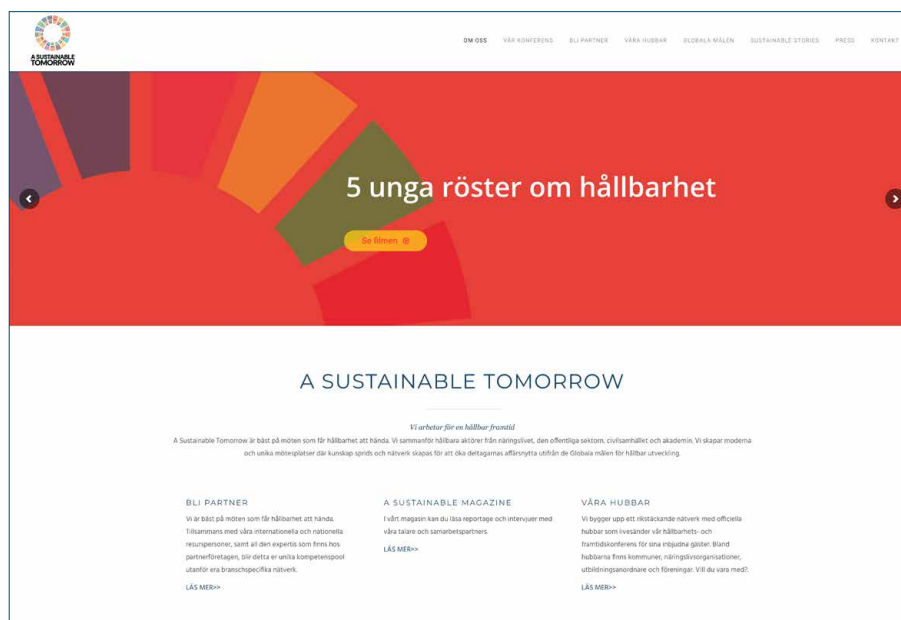 A SUSTAINABLE
TOMORROW
OM OSS VÅR KONFERENS BLI PARTNER VÅRA HUBBAR GLOBALA MÅLEN SUSTAINABLE STORIES PRESS KONTAKT
5 unga röster om hållbarhet
Se filmen
A SUSTAINABLE TOMORROW
Vi arbetar för en hållbar framtid
A Sustainable Tomorrow är bäst på möten som får hållbarhet att hända. Vi sammanför hållbara aktörer från näringslivet, den offentliga sektorn, civilsamhället och akademin. Vi skapar moderna
och unika mötesplatser där kunskap sprids och nätverk skapas för att öka deltagarnas affärsnytta utifrån de Globala målen för hållbar utveckling.
BLI PARTNER
Vi är bäst på möten som får hållbarhet att hända.
Tillsammans med våra internationella och nationella
resurspersoner, samt all den expertis som finns hos
partnerföretagen, blir detta er unika kompetenspool
utanför era branschspecifika nätverk.
LÄS MER>>
A SUSTAINABLE MAGAZINE
I vårt magasin kan du läsa reportage och intervjuer med
våra talare och samarbetspartners.
LÄS MER>>
VÅRA HUBBAR
Vi bygger upp ett rikstäckande nätverk med officiella
hubbar som livesänder vår hållbarhets- och
framtidskonferens för sina inbjudna gäster. Bland
hubbarna finns kommuner, näringslivsorganisationer,
utbildningsanordnare och föreningar. Vill du vara med?.
LÄS MER>>